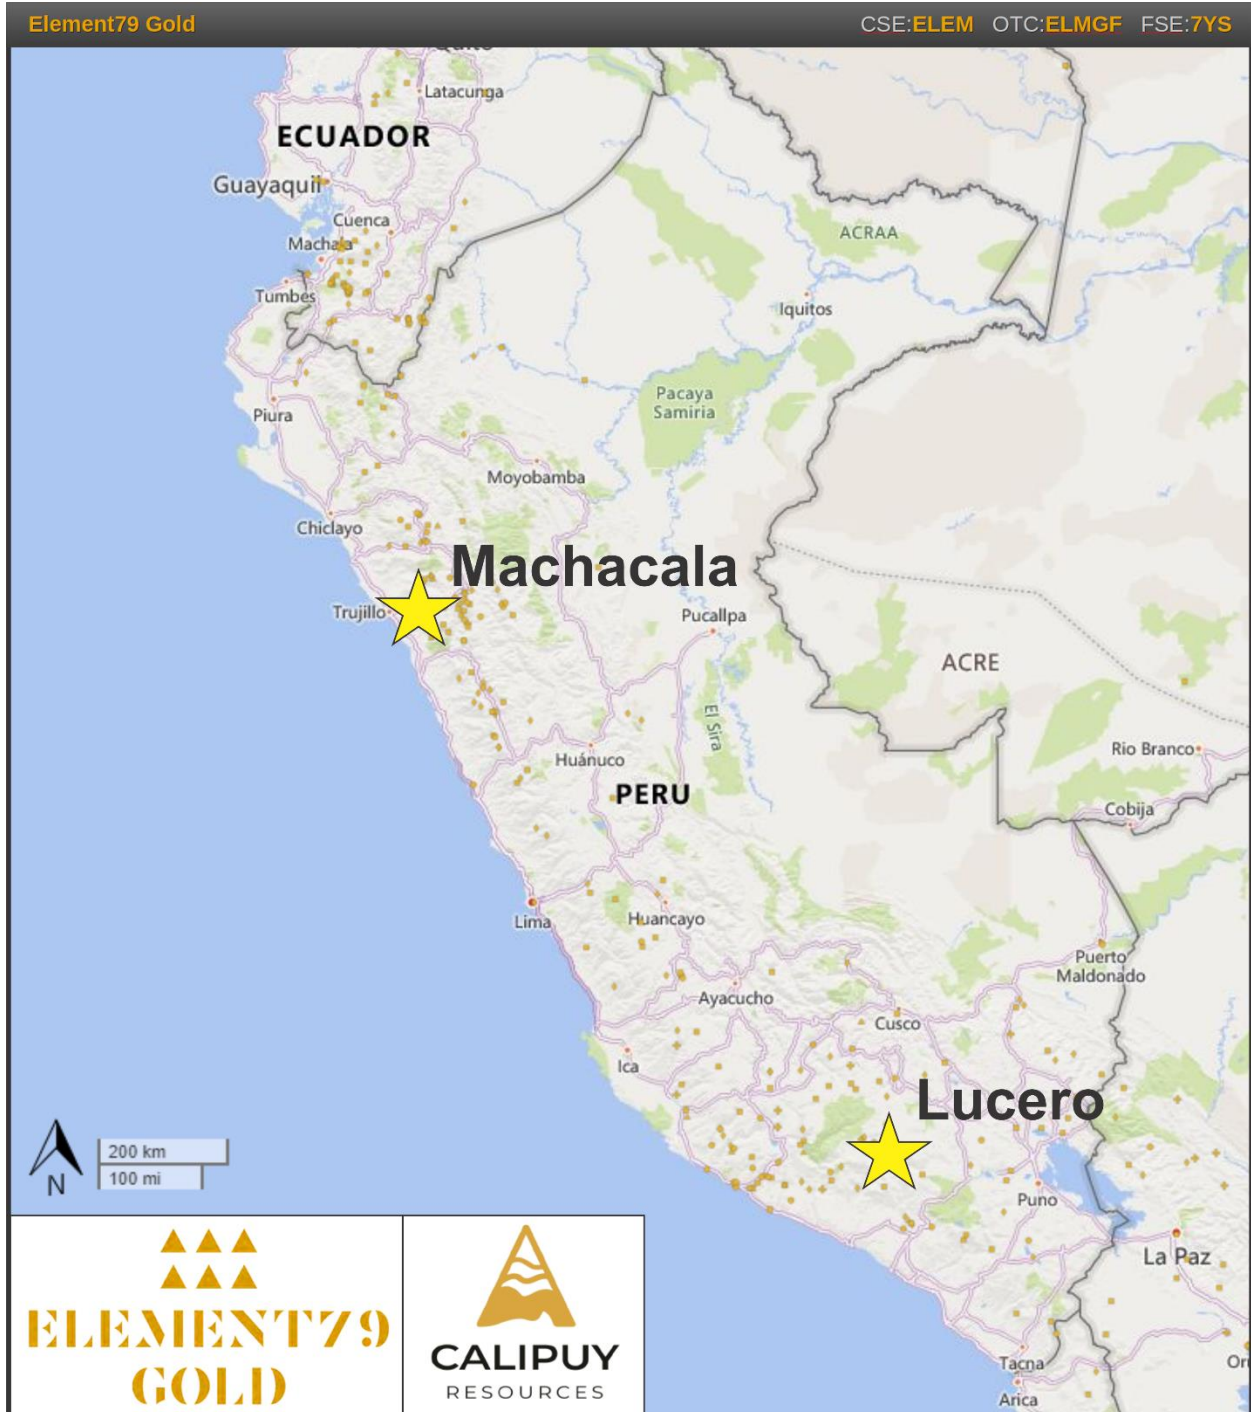 Element79 Gold
CSE:ELEM OTC:ELMGF FSE:7YS
Quito
Latacunga
ECUADOR
Guayaquil
Cuenca
Machala
Tumbes
ACRAA
Iquitos
Piura
Pacaya
Samiria
Moyobamba
Chiclayo
Machacala
Trujillo
Pucallpa
ACRE
El Sira
Rio Branco
Huánuco
PERU
Cobija
Lima
Huancayo
Puerto
Maldonado
Ayacucho
Cusco
Ica
Lucero
200 km
100 mi
N
Puno
La Paz
ELEMENT79
GOLD
CALIPUY
RESOURCES
Tacna
Arica